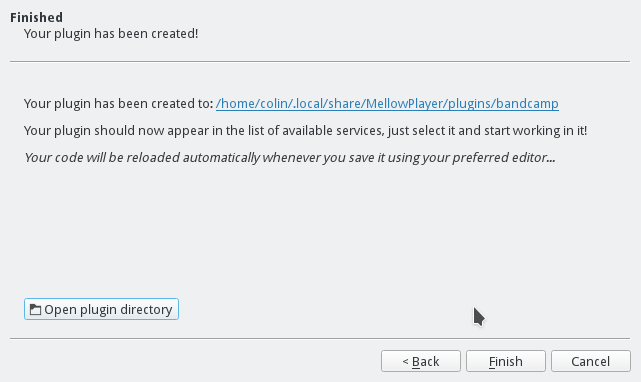 Finished
Your plugin has been created!
Your plugin has been created to: /home/colin/.local/share/MellowPlayer/plugins/bandcamp
Your plugin should now appear in the list of available services, just select it and start working in it!
Your code will be reloaded automatically whenever you save it using your preferred editor...
Open plugin directory
< Back
Finish
Cancel